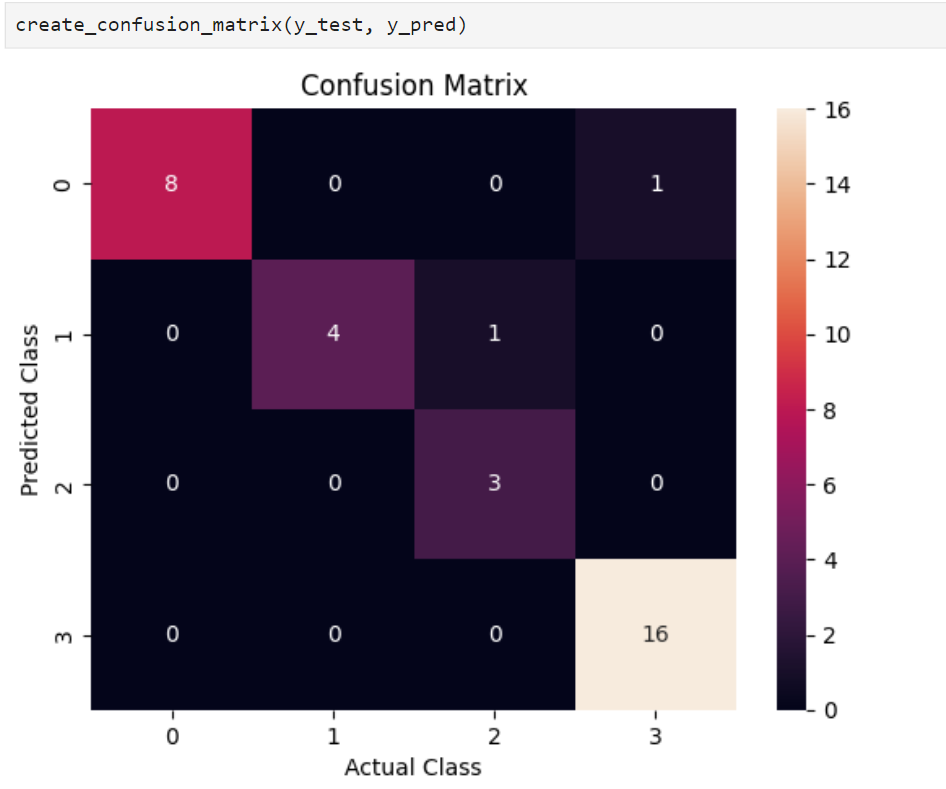 create_confusion_matrix(y_test, y_pred)
Confusion Matrix
16
14
12
10
8
6
4
2
0
Predicted Class
0
8 0 0 1
1
0 4 1 0
2
0 0 3 0
3
0 0 0 16
0 1 2 3
Actual Class